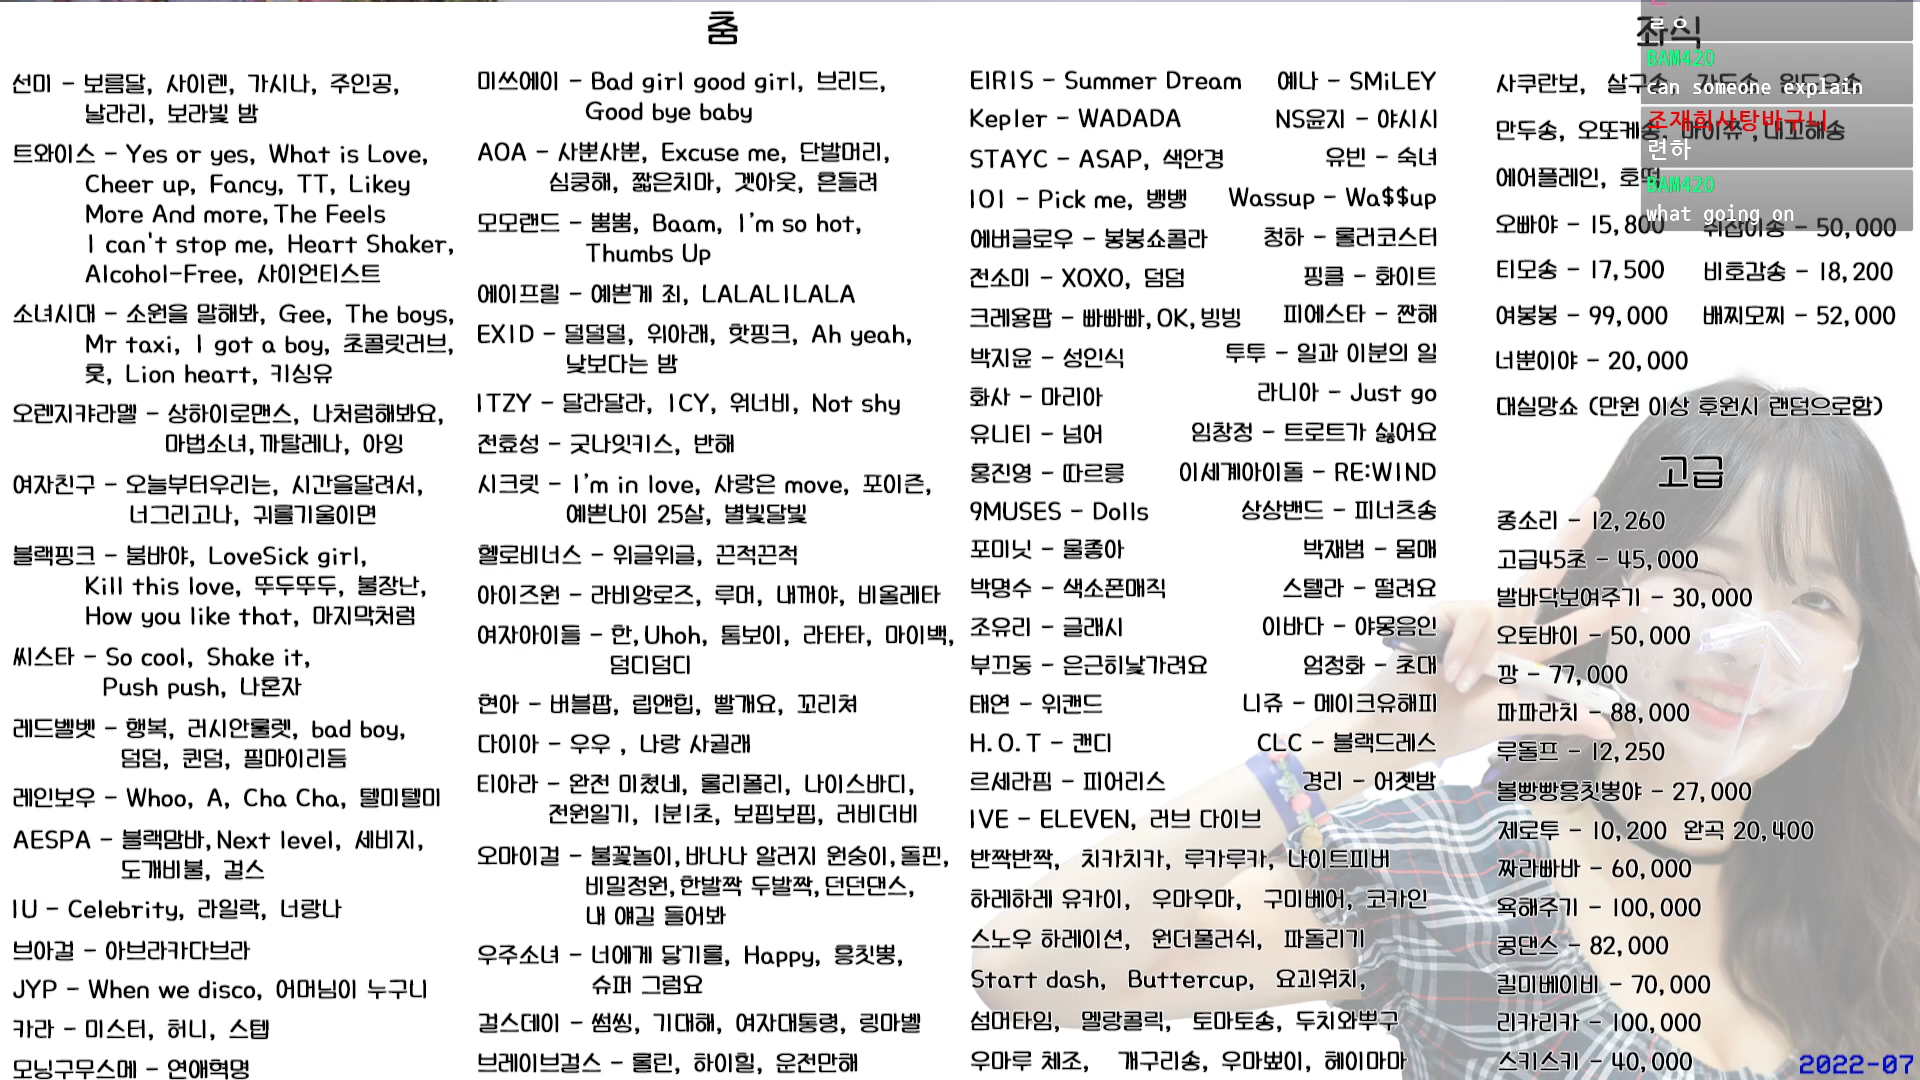 춤
선미 - 보름달, 사이렌, 가시나, 주인공,
날라리, 보라빛 밤
트와이스 - Yes or yes, What is Love,
Cheer up, Fancy, TT, Likey
More And more, The Feels
I can't stop me, Heart Shaker,
Alcohol-Free, 사이언티스트
소녀시대 - 소원을 말해봐, Gee, The boys,
Mr taxi, I got a boy, 초콜릿러브,
훗, Lion heart, 키싱유
오렌지캬라멜 - 상하이로맨스, 나처럼해봐요,
마법소녀, 까탈레나, 아잉
여자친구 - 오늘부터우리는, 시간을달려서,
너그리고나, 귀를기울이면
블랙핑크 - 붐바야, LoveSick girl,
Kill this love, 뚜두뚜두, 불장난,
How you like that, 마지막처럼
씨스타 - So cool, Shake it,
Push push, 나혼자
레드벨벳 - 행복, 러시안룰렛, bad boy,
덤덤, 퀸덤, 필마이리듬
레인보우 - Whoo, A, Cha Cha, 텔미텔미
AESPA - 블랙맘바, Next level, 세비지,
도깨비불, 걸스
IU - Celebrity, 라일락, 너랑나
브아걸 - 아브라카다브라
JYP - When we disco, 어머님이 누구니
카라 - 미스터, 허니, 스텝
모닝구무스메 - 연애혁명
미쓰에이 - Bad girl good girl, 브리드,
Good bye baby
AOA - 사뿐사뿐, Excuse me, 단발머리,
심쿵해, 짧은치마, 겟아웃, 흔들려
모모랜드 - 뿜뿜, Baam, I'm so hot,
Thumbs Up
에이프릴 - 예쁜게 죄, LALALILALA
EXID - 덜덜덜, 위아래, 핫핑크, Ah yeah,
낮보다는 밤
ITZY - 달라달라, ICY, 워너비, Not shy
전효성 - 굿나잇키스, 반해
시크릿 - I'm in love, 사랑은 move, 포이즌,
예쁜나이 25살, 별빛달빛
헬로비너스 - 위글위글, 끈적끈적
아이즈원 - 라비앙로즈, 루머, 내꺼야, 비올레타
여자아이들 - 한, Uhoh, 톰보이, 라타타, 마이백,
덤디덤디
현아 - 버블팝, 립앤힙, 빨개요, 꼬리쳐
다이아 - 우우 , 나랑 사귈래
티아라 - 완전 미쳤네, 롤리폴리, 나이스바디,
전원일기, 1분1초, 보핍보핍, 러비더비
오마이걸 - 불꽃놀이, 바나나 알러지 원숭이, 돌핀,
비밀정원, 한발짝 두발짝, 던던댄스,
내 얘길 들어봐
우주소녀 - 너에게 닿기를, Happy, 흥칫뿡,
슈퍼 그럼요
걸스데이 - 썸씽, 기대해, 여자대통령, 링마벨
브레이브걸스 - 롤린, 하이힐, 운전만해
EIRIS - Summer Dream 예나 - SMiLEY
Kepler - WADADA NS윤지 - 야시시
STAYC - ASAP, 색안경 유빈 - 숙녀
IOI - Pick me, 뱅뱅 Wassup - Wa$$up
에버글로우 - 봉봉쇼콜라 청하 - 롤러코스터
전소미 - XOXO, 덤덤 핑클 - 화이트
크레용팝 - 빠빠빠, OK, 빙빙 피에스타 - 짠해
박지윤 - 성인식 투투 - 일과 이분의 일
화사 - 마리아 라니아 - Just go
유니티 - 넘어 임창정 - 트로트가 싫어요
홍진영 - 따르릉 이세계아이돌 - RE:WIND
9MUSES - Dolls 상상밴드 - 피너츠송
포미닛 - 물좋아 박재범 - 몸매
박명수 - 색소폰매직 스텔라 - 떨려요
조유리 - 글래시 이바다 - 야몽음인
부끄동 - 은근히낯가려요 엄정화 - 초대
태연 - 위캔드 니쥬 - 메이크유해피
H.O.T - 캔디 CLC - 블랙드레스
르세라핌 - 피어리스 경리 - 어젯밤
IVE - ELEVEN, 러브 다이브
반짝반짝, 치카치카, 루카루카, 나이트피버
하레하레 유카이, 우마우마, 구미베어, 코카인
스노우 하레이션, 원더풀러쉬, 파돌리기
Start dash, Buttercup, 요괴워치,
섬머타임, 멜랑콜릭, 토마토송, 두치와뿌구
우마루 체조, 개구리송, 우마뾰이, 헤이마마
좌식
사쿠란보, 살구송,
만두송, 오또케송,
에어플레인, 호떡
오빠야 - 15,800 귀잡이송 - 50,000
티모송 - 17,500 비호감송 - 18,200
여봉봉 - 99,000 배찌모찌 - 52,000
너뿐이야 - 20,000
대실망쇼 (만원 이상 후원시 랜덤으로함)
고급
종소리 - 12,260
고급45초 - 45,000
발바닥보여주기 - 30,000
오토바이 - 50,000
깡 - 77,000
파파라치 - 88,000
루돌프 - 12,250
볼빵빵흥칫뿡야 - 27,000
제로투 - 10,200 완곡 20,400
짜라빠바 - 60,000
욕해주기 - 100,000
콩댄스 - 82,000
킬미베이비 - 70,000
리카리카 - 100,000
스키스키 - 40,000
2022-07
ㄹㅇ
BAM420
can someone explain
조재희사탕바구니
련하
BAM420
what going on